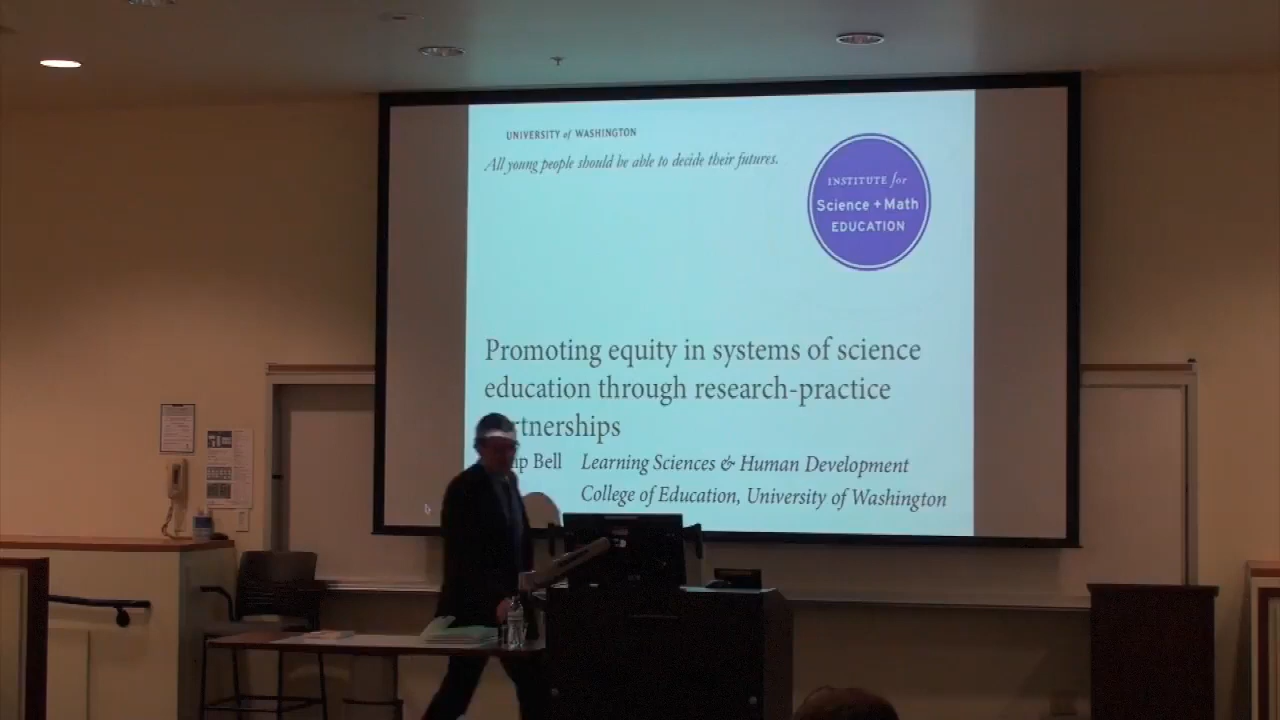 UNIVERSITY of WASHINGTON
All young people should be able to decide their futures.
INSTITUTE for
Science + Math
EDUCATION
Promoting equity in systems of science
education through research-practice
rtnerships
ip Bell Learning Sciences & Human Development
College of Education, University of Washington